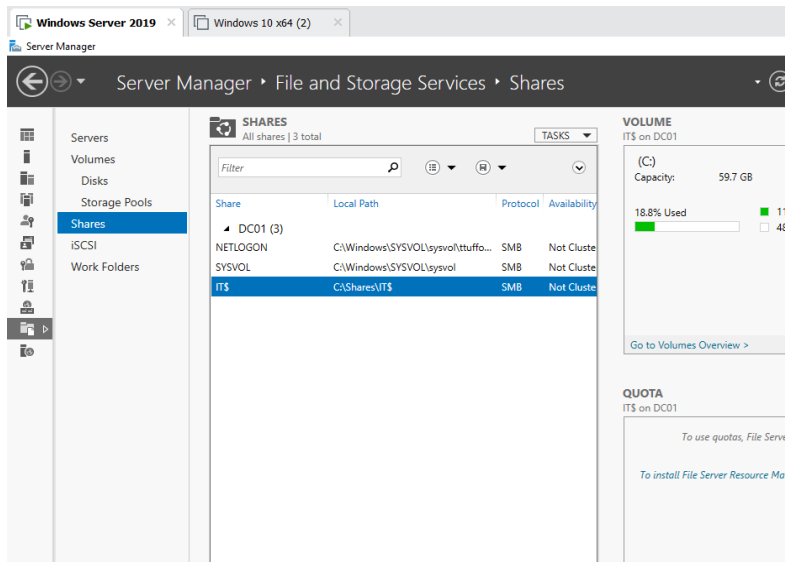 Windows Server 2019 × Windows 10 x64 (2) ×
Server Manager
Server Manager ‣ File and Storage Services ‣ Shares
Servers
Volumes
Disks
Storage Pools
Shares
iSCSI
Work Folders
SHARES
All shares | 3 total
TASKS
Filter
Share Local Path Protocol Availability
DC01 (3)
NETLOGON C:\Windows\SYSVOL\sysvol\ttuffo... SMB Not Cluste
SYSVOL C:\Windows\SYSVOL\sysvol SMB Not Cluste
IT$ C:\Shares\IT$ SMB Not Cluste
VOLUME
IT$ on DC01
(C:)
Capacity: 59.7 GB
18.8% Used
Go to Volumes Overview >
QUOTA
IT$ on DC01
To use quotas, File Serve
To install File Server Resource Ma